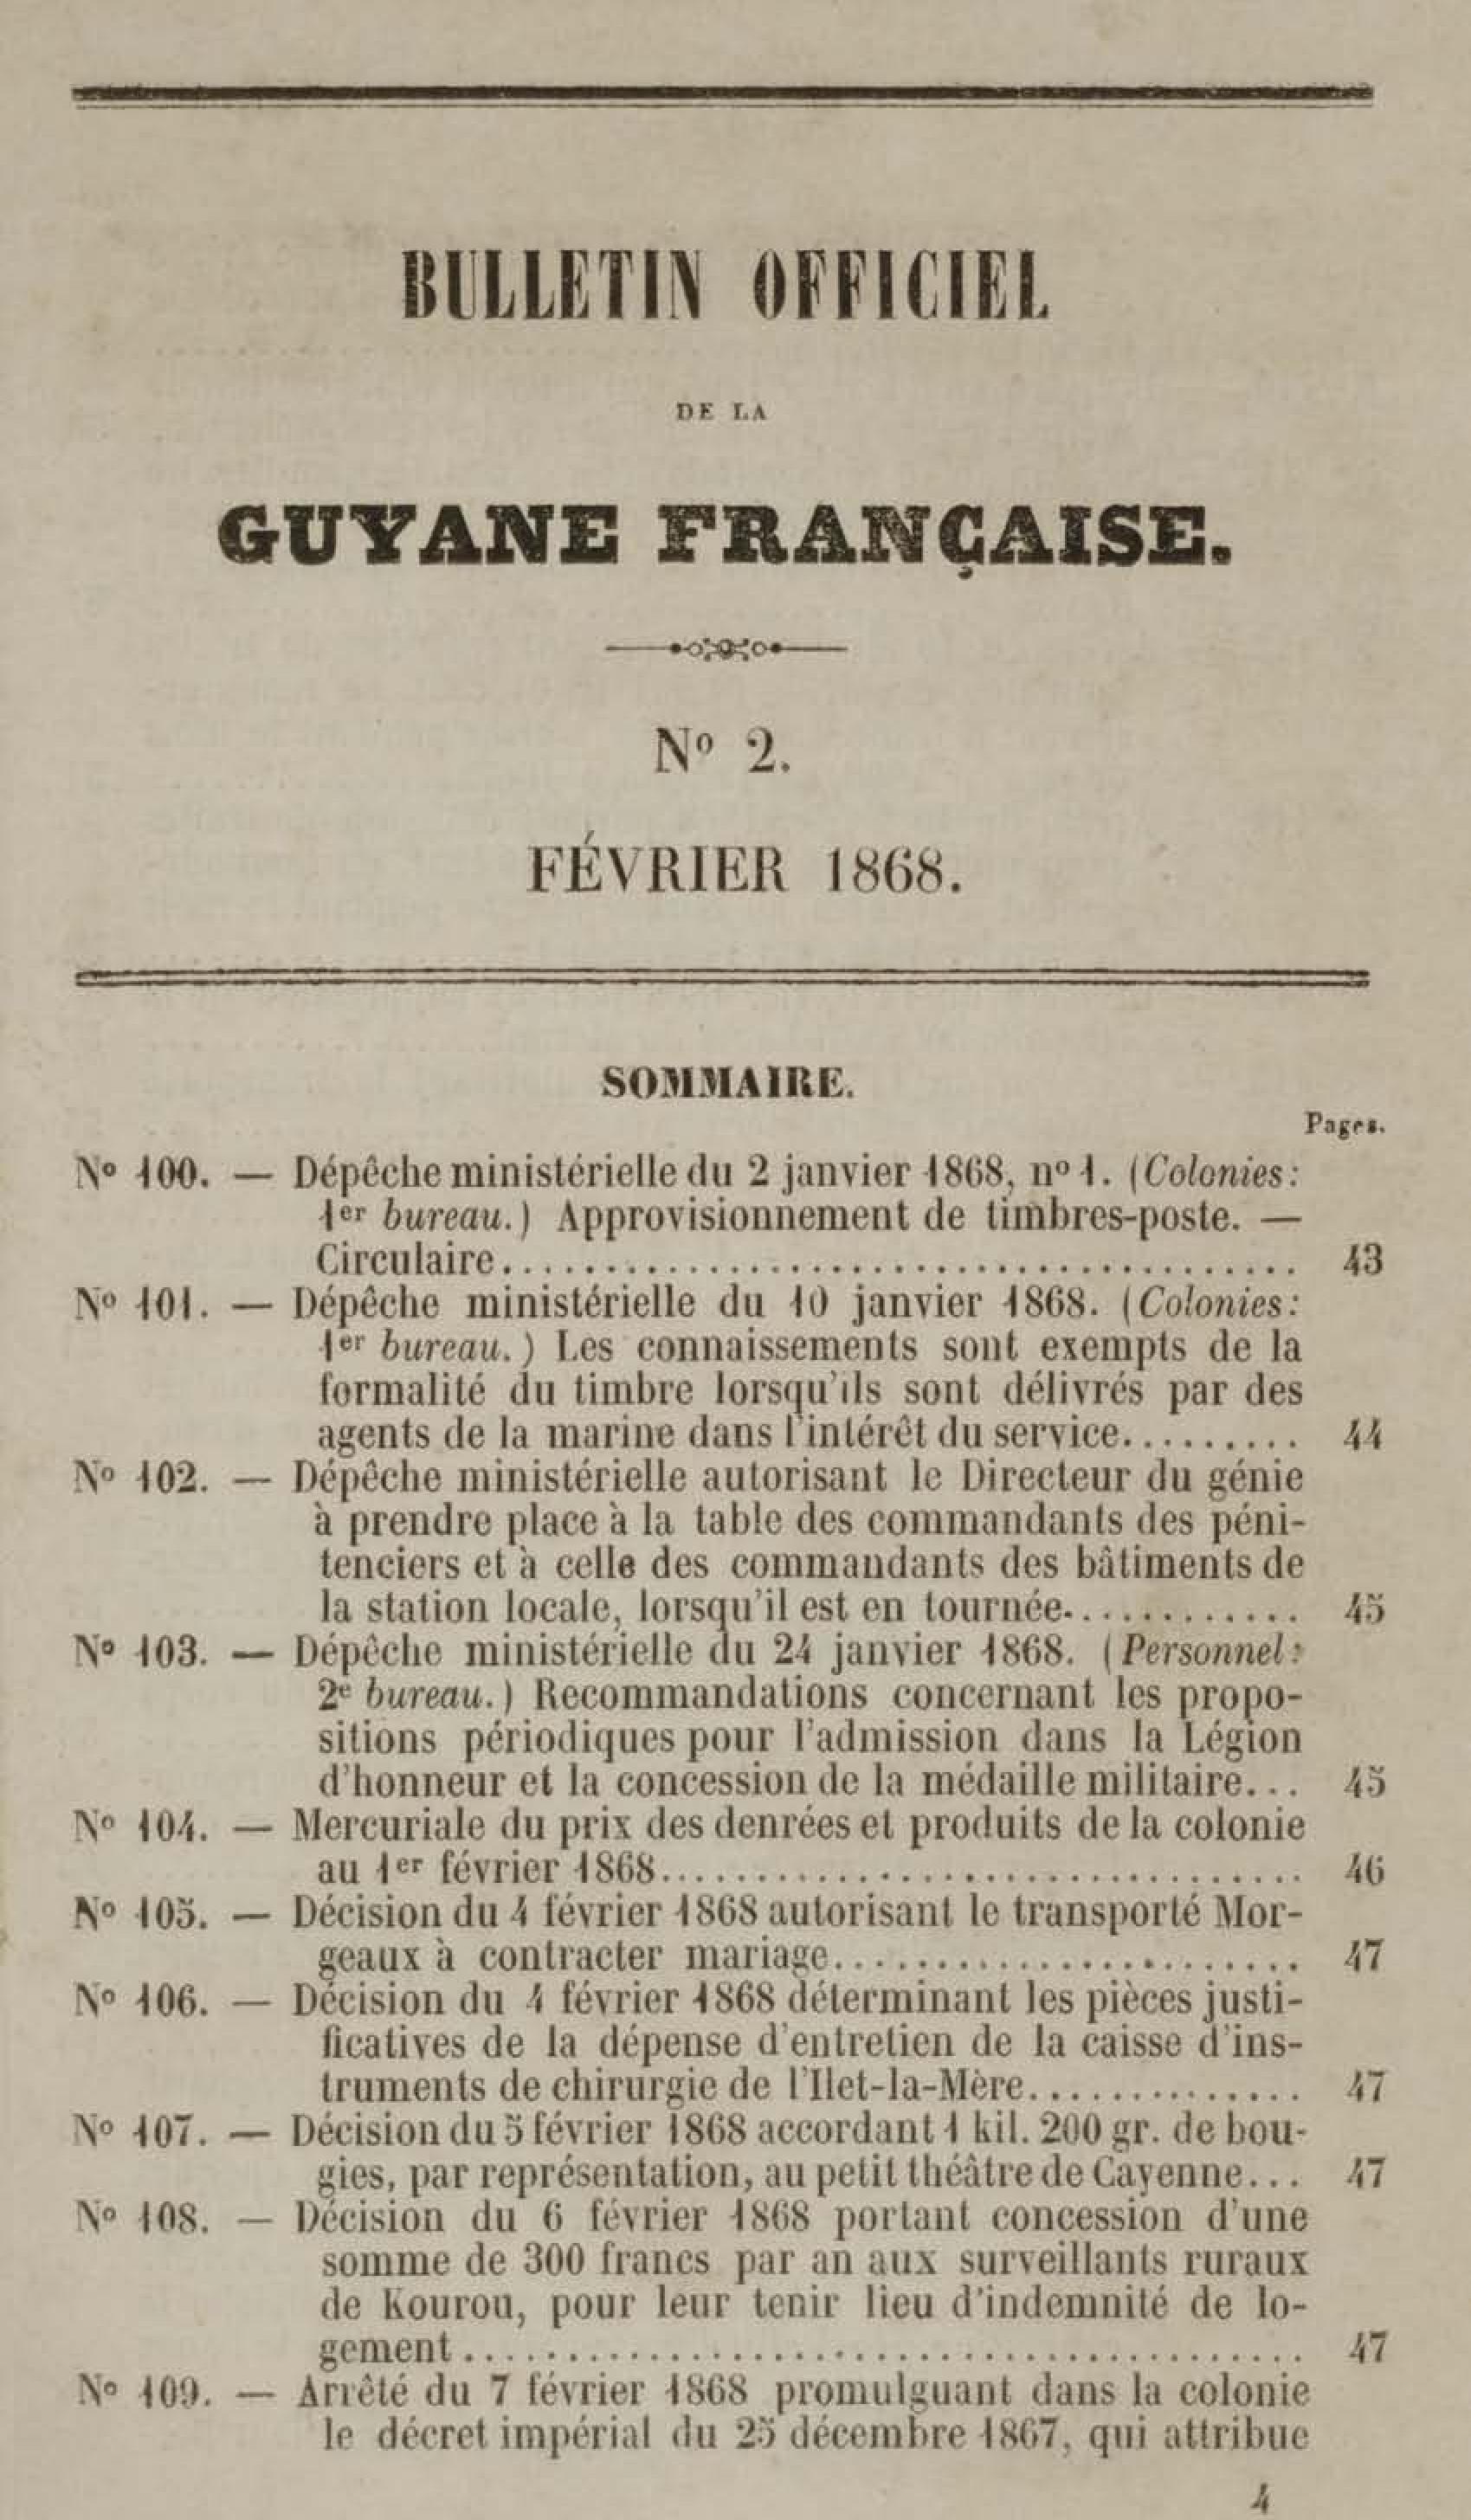 BULLETIN OFFICIEL
DE LA
GUYANE FRANÇAISE.
Nº 2.
FÉVRIER 1868.
SOMMAIRE.
Pages.
Nº 100. — Dépêche ministérielle du 2 janvier 1868, nº 1. (Colonies:
1er bureau.) Approvisionnement de timbres-poste. —
Circulaire........................................ 43
Nº 101. — Dépêche ministérielle du 10 janvier 1868. (Colonies:
1er bureau.) Les connaissements sont exempts de la
formalité du timbre lorsqu'ils sont délivrés par des
agents de la marine dans l'intérêt du service......... 44
Nº 102. — Dépêche ministérielle autorisant le Directeur du génie
à prendre place à la table des commandants des péni-
tenciers et à celle des commandants des bâtiments de
la station locale, lorsqu'il est en tournée............ 45
Nº 103. — Dépêche ministérielle du 24 janvier 1868. (Personnel:
2e bureau.) Recommandations concernant les propo-
sitions périodiques pour l'admission dans la Légion
d'honneur et la concession de la médaille militaire... 45
Nº 104. — Mercuriale du prix des denrées et produits de la colonie
au 1er février 1868................................ 46
Nº 105. — Décision du 4 février 1868 autorisant le transporté Mor-
geaux à contracter mariage....................... 47
Nº 106. — Décision du 4 février 1868 déterminant les pièces justi-
ficatives de la dépense d'entretien de la caisse d'ins-
truments de chirurgie de l'Ilet-la-Mère.............. 47
Nº 107. — Décision du 5 février 1868 accordant 1 kil. 200 gr. de bou-
gies, par représentation, au petit théâtre de Cayenne... 47
Nº 108. — Décision du 6 février 1868 portant concession d'une
somme de 300 francs par an aux surveillants ruraux
de Kourou, pour leur tenir lieu d'indemnité de lo-
gement.......................................... 47
Nº 109. — Arrêté du 7 février 1868 promulguant dans la colonie
le décret impérial du 25 décembre 1867, qui attribue
4